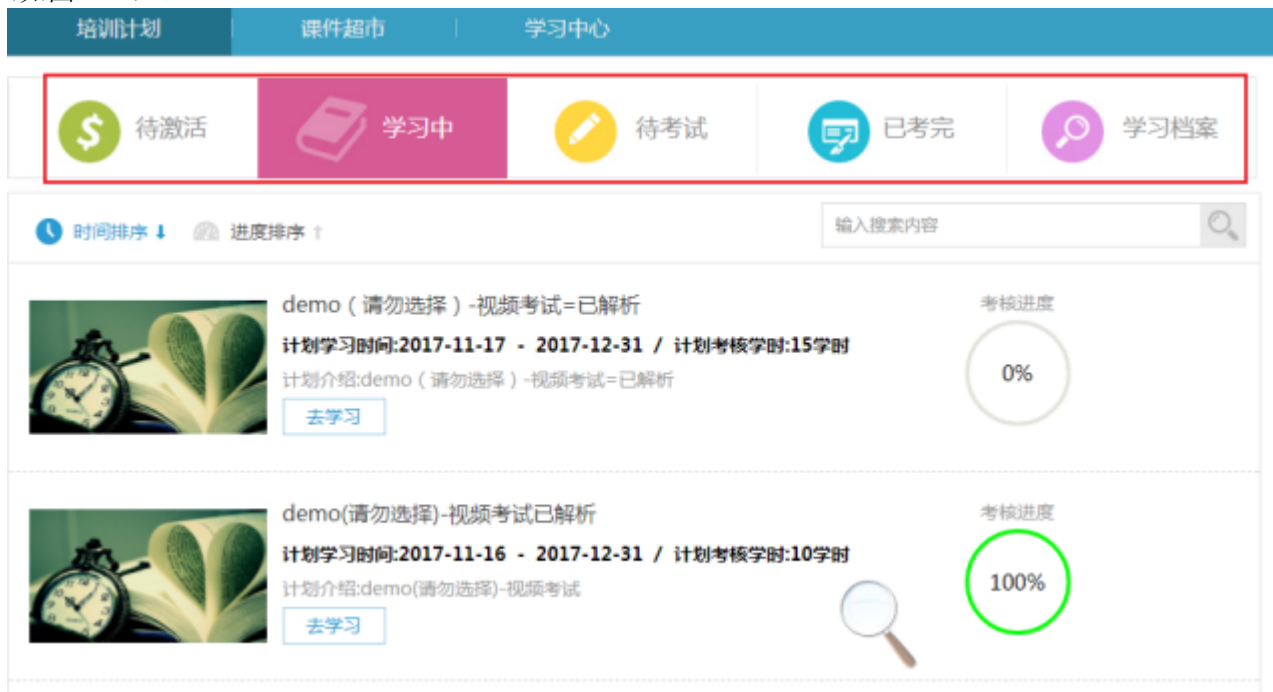 培训计划 课件超市 学习中心
待激活 学习中 待考试 已考完 学习档案
时间排序 进度排序 输入搜索内容
demo（请勿选择）-视频考试=已解析
考核进度
计划学习时间:2017-11-17 - 2017-12-31 / 计划考核学时:15学时
计划介绍:demo（请勿选择）-视频考试=已解析
0%
去学习
demo(请勿选择)-视频考试已解析
考核进度
计划学习时间:2017-11-16 - 2017-12-31 / 计划考核学时:10学时
计划介绍:demo(请勿选择)-视频考试
100%
去学习